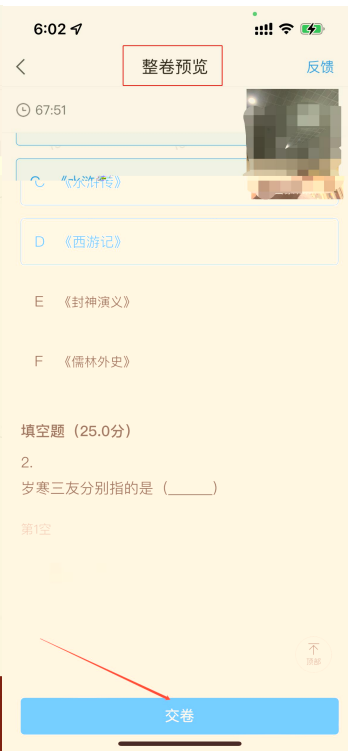 6:02
整卷预览
反馈
67:51
C 《水浒传》
D 《西游记》
E 《封神演义》
F 《儒林外史》
填空题（25.0分）
2.
岁寒三友分别指的是（______）
第1空
顶部
交卷